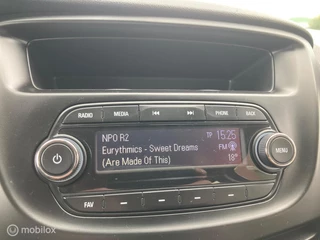 RADIO MEDIA PHONE BACK
NPO R2 TP 15:25
Eurythmics - Sweet Dreams FM
(Are Made Of This) 18°
MENU
FAV
mobilox